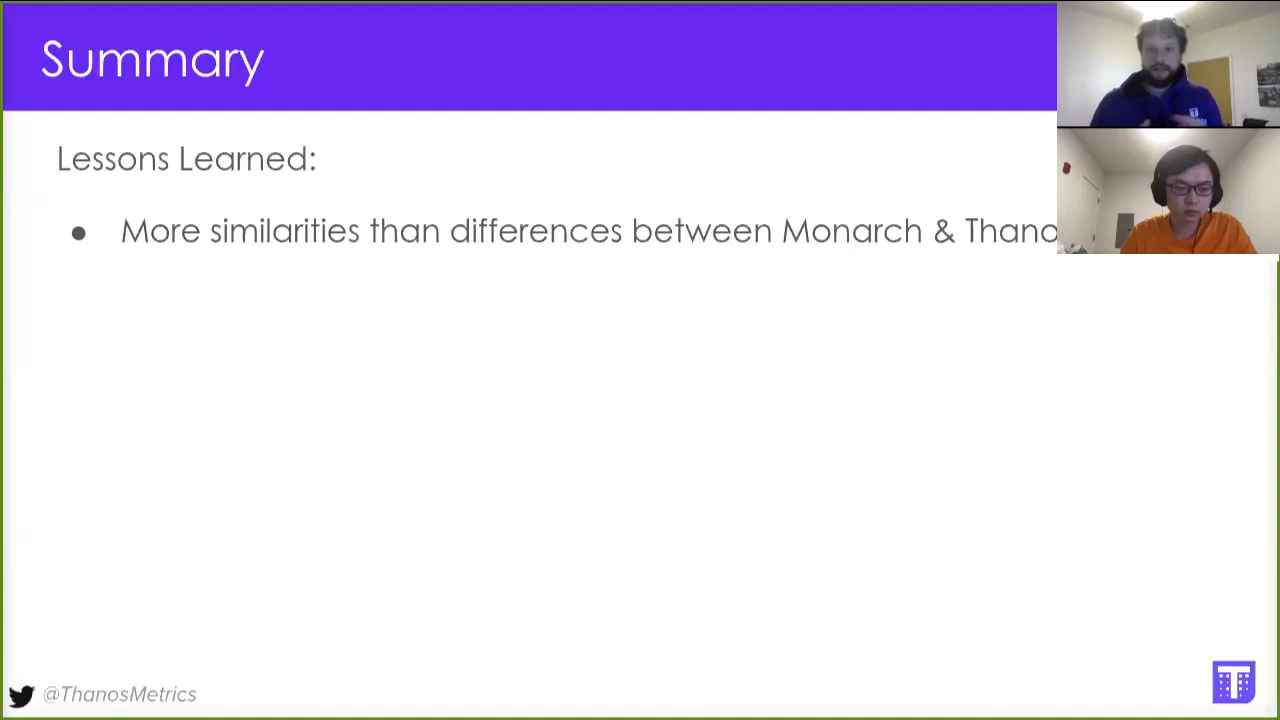 Summary
Lessons Learned:
● More similarities than differences between Monarch & Thano
@ThanosMetrics